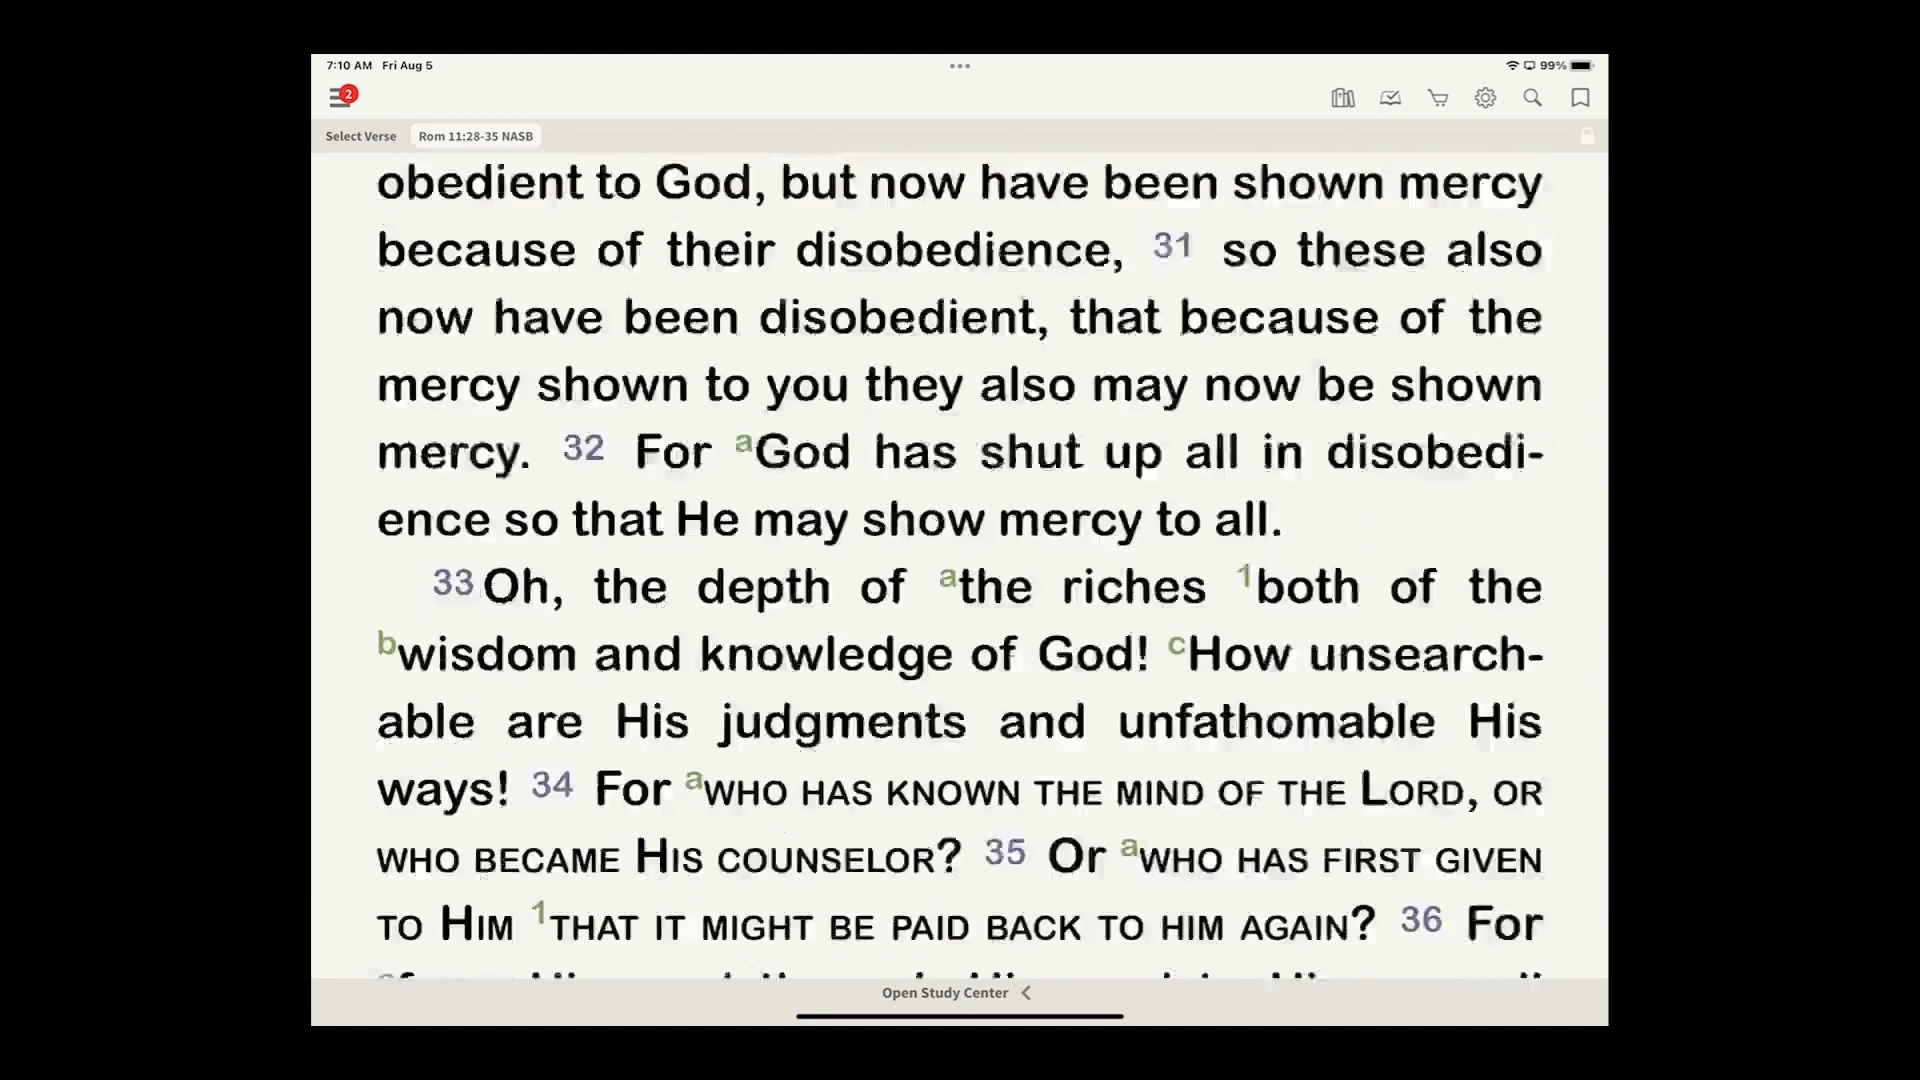 7:10 AM Fri Aug 5
99%
2
Select Verse Rom 11:28-35 NASB
obedient to God, but now have been shown mercy
because of their disobedience, 31 so these also
now have been disobedient, that because of the
mercy shown to you they also may now be shown
mercy. 32 For aGod has shut up all in disobedi-
ence so that He may show mercy to all.
33 Oh, the depth of athe riches 1both of the
bwisdom and knowledge of God! cHow unsearch-
able are His judgments and unfathomable His
ways! 34 For aWHO HAS KNOWN THE MIND OF THE LORD, OR
WHO BECAME HIS COUNSELOR? 35 Or aWHO HAS FIRST GIVEN
TO HIM 1THAT IT MIGHT BE PAID BACK TO HIM AGAIN? 36 For
Open Study Center